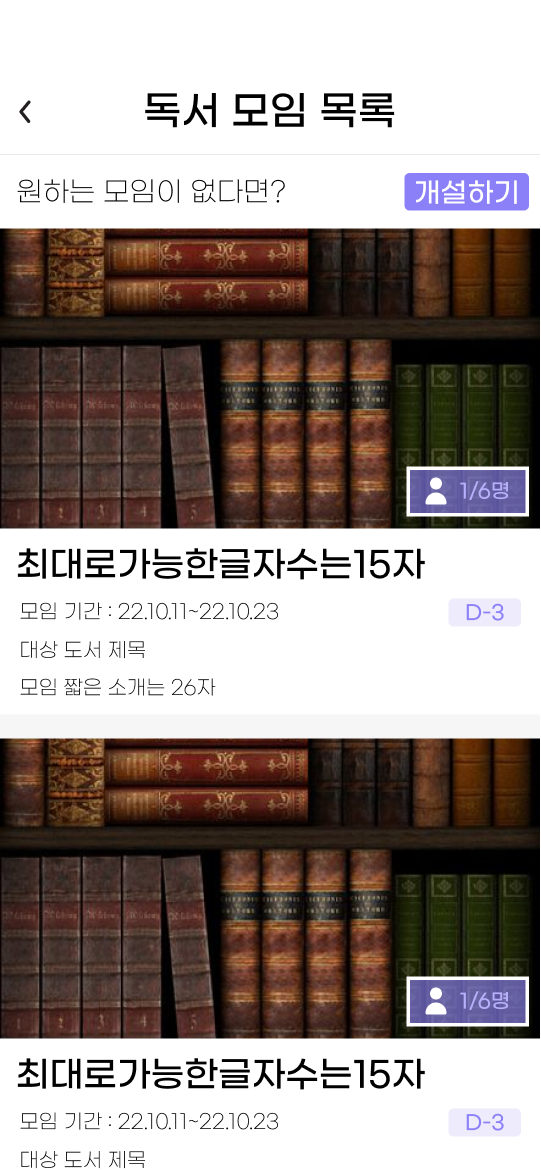 독서 모임 목록
원하는 모임이 없다면?
개설하기
1/6명
최대로가능한글자수는15자
모임 기간 : 22.10.11~22.10.23
D-3
대상 도서 제목
모임 짧은 소개는 26자
1/6명
최대로가능한글자수는15자
모임 기간 : 22.10.11~22.10.23
D-3
대상 도서 제목